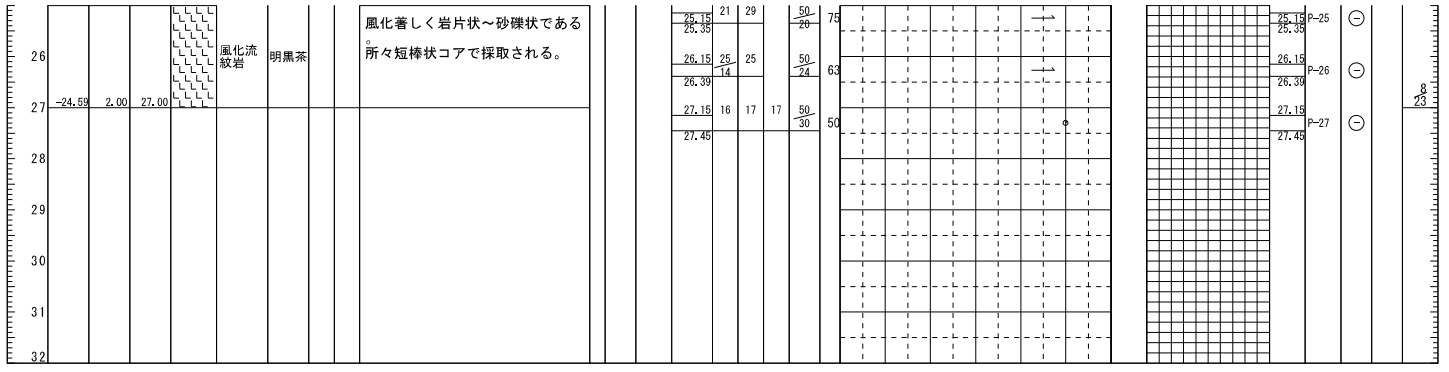 26
27
28
29
30
31
32
-24.59 2.00 27.00
風化流
紋岩
明黒茶
風化著しく岩片状～砂礫状である
。
所々短棒状コアで採取される。
25.15 21 29 50 75
25.35 20
26.15 25 25 50 63
26.39 14 24
27.15 16 17 17 50 50
27.45 30
25.15 P-25
25.35
26.15 P-26
26.39
27.15 P-27
27.45
8
23